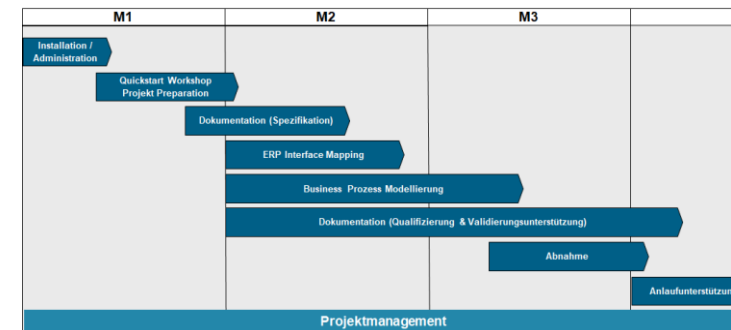 M1 M2 M3
Installation /
Administration
Quickstart Workshop
Projekt Preparation
Dokumentation (Spezifikation)
ERP Interface Mapping
Business Prozess Modellierung
Dokumentation (Qualifizierung & Validierungsunterstützung)
Abnahme
Anlaufunterstützun
Projektmanagement